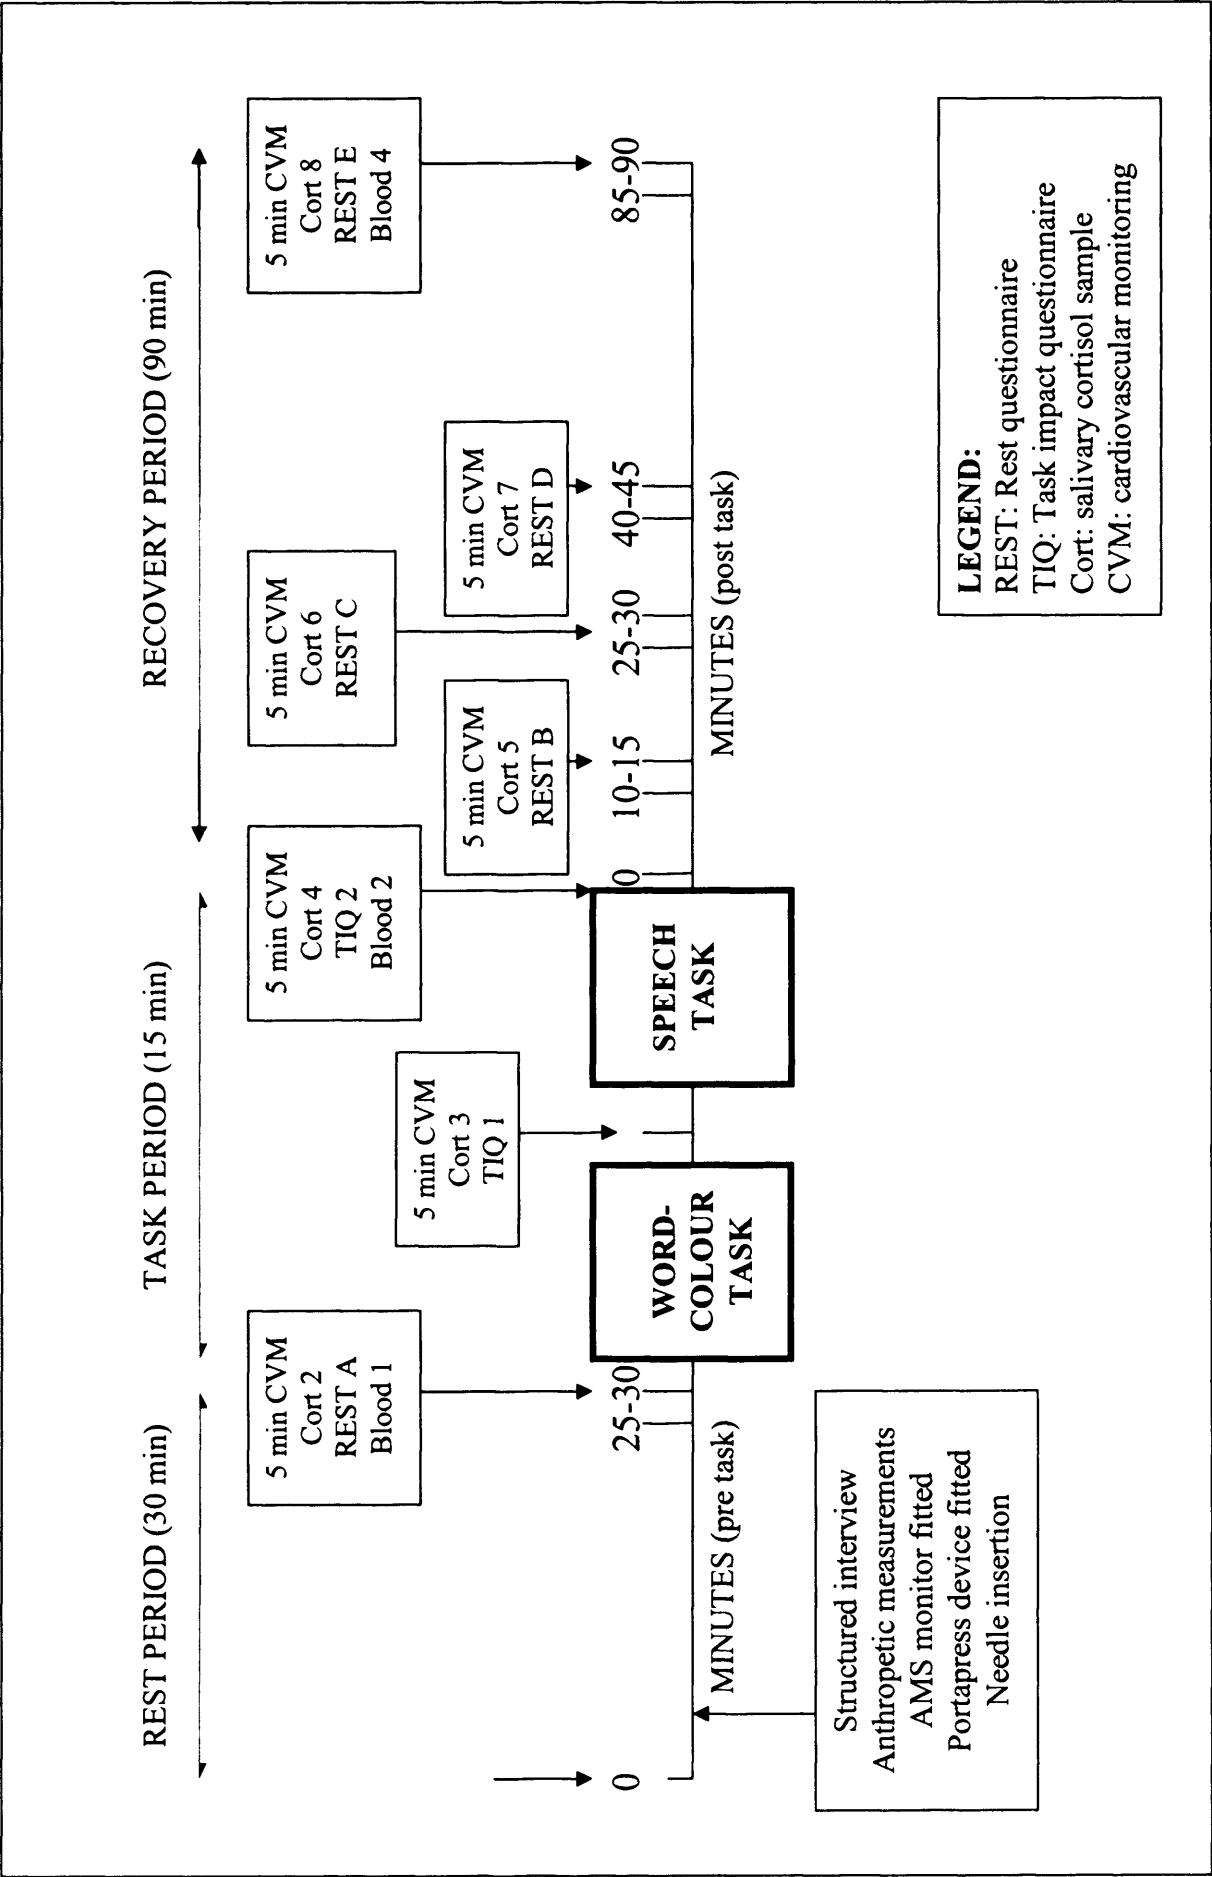 REST PERIOD (30 min)
TASK PERIOD (15 min)
RECOVERY PERIOD (90 min)
5 min CVM
Cort 2
REST A
Blood 1
5 min CVM
Cort 3
TIQ 1
5 min CVM
Cort 4
TIQ 2
Blood 2
5 min CVM
Cort 5
REST B
5 min CVM
Cort 6
REST C
5 min CVM
Cort 7
REST D
5 min CVM
Cort 8
REST E
Blood 4
0
25-30
WORD-
COLOUR
TASK
SPEECH
TASK
0
10-15
25-30
40-45
85-90
MINUTES (pre task)
MINUTES (post task)
Structured interview
Anthropetic measurements
AMS monitor fitted
Portapress device fitted
Needle insertion
LEGEND:
REST: Rest questionnaire
TIQ: Task impact questionnaire
Cort: salivary cortisol sample
CVM: cardiovascular monitoring